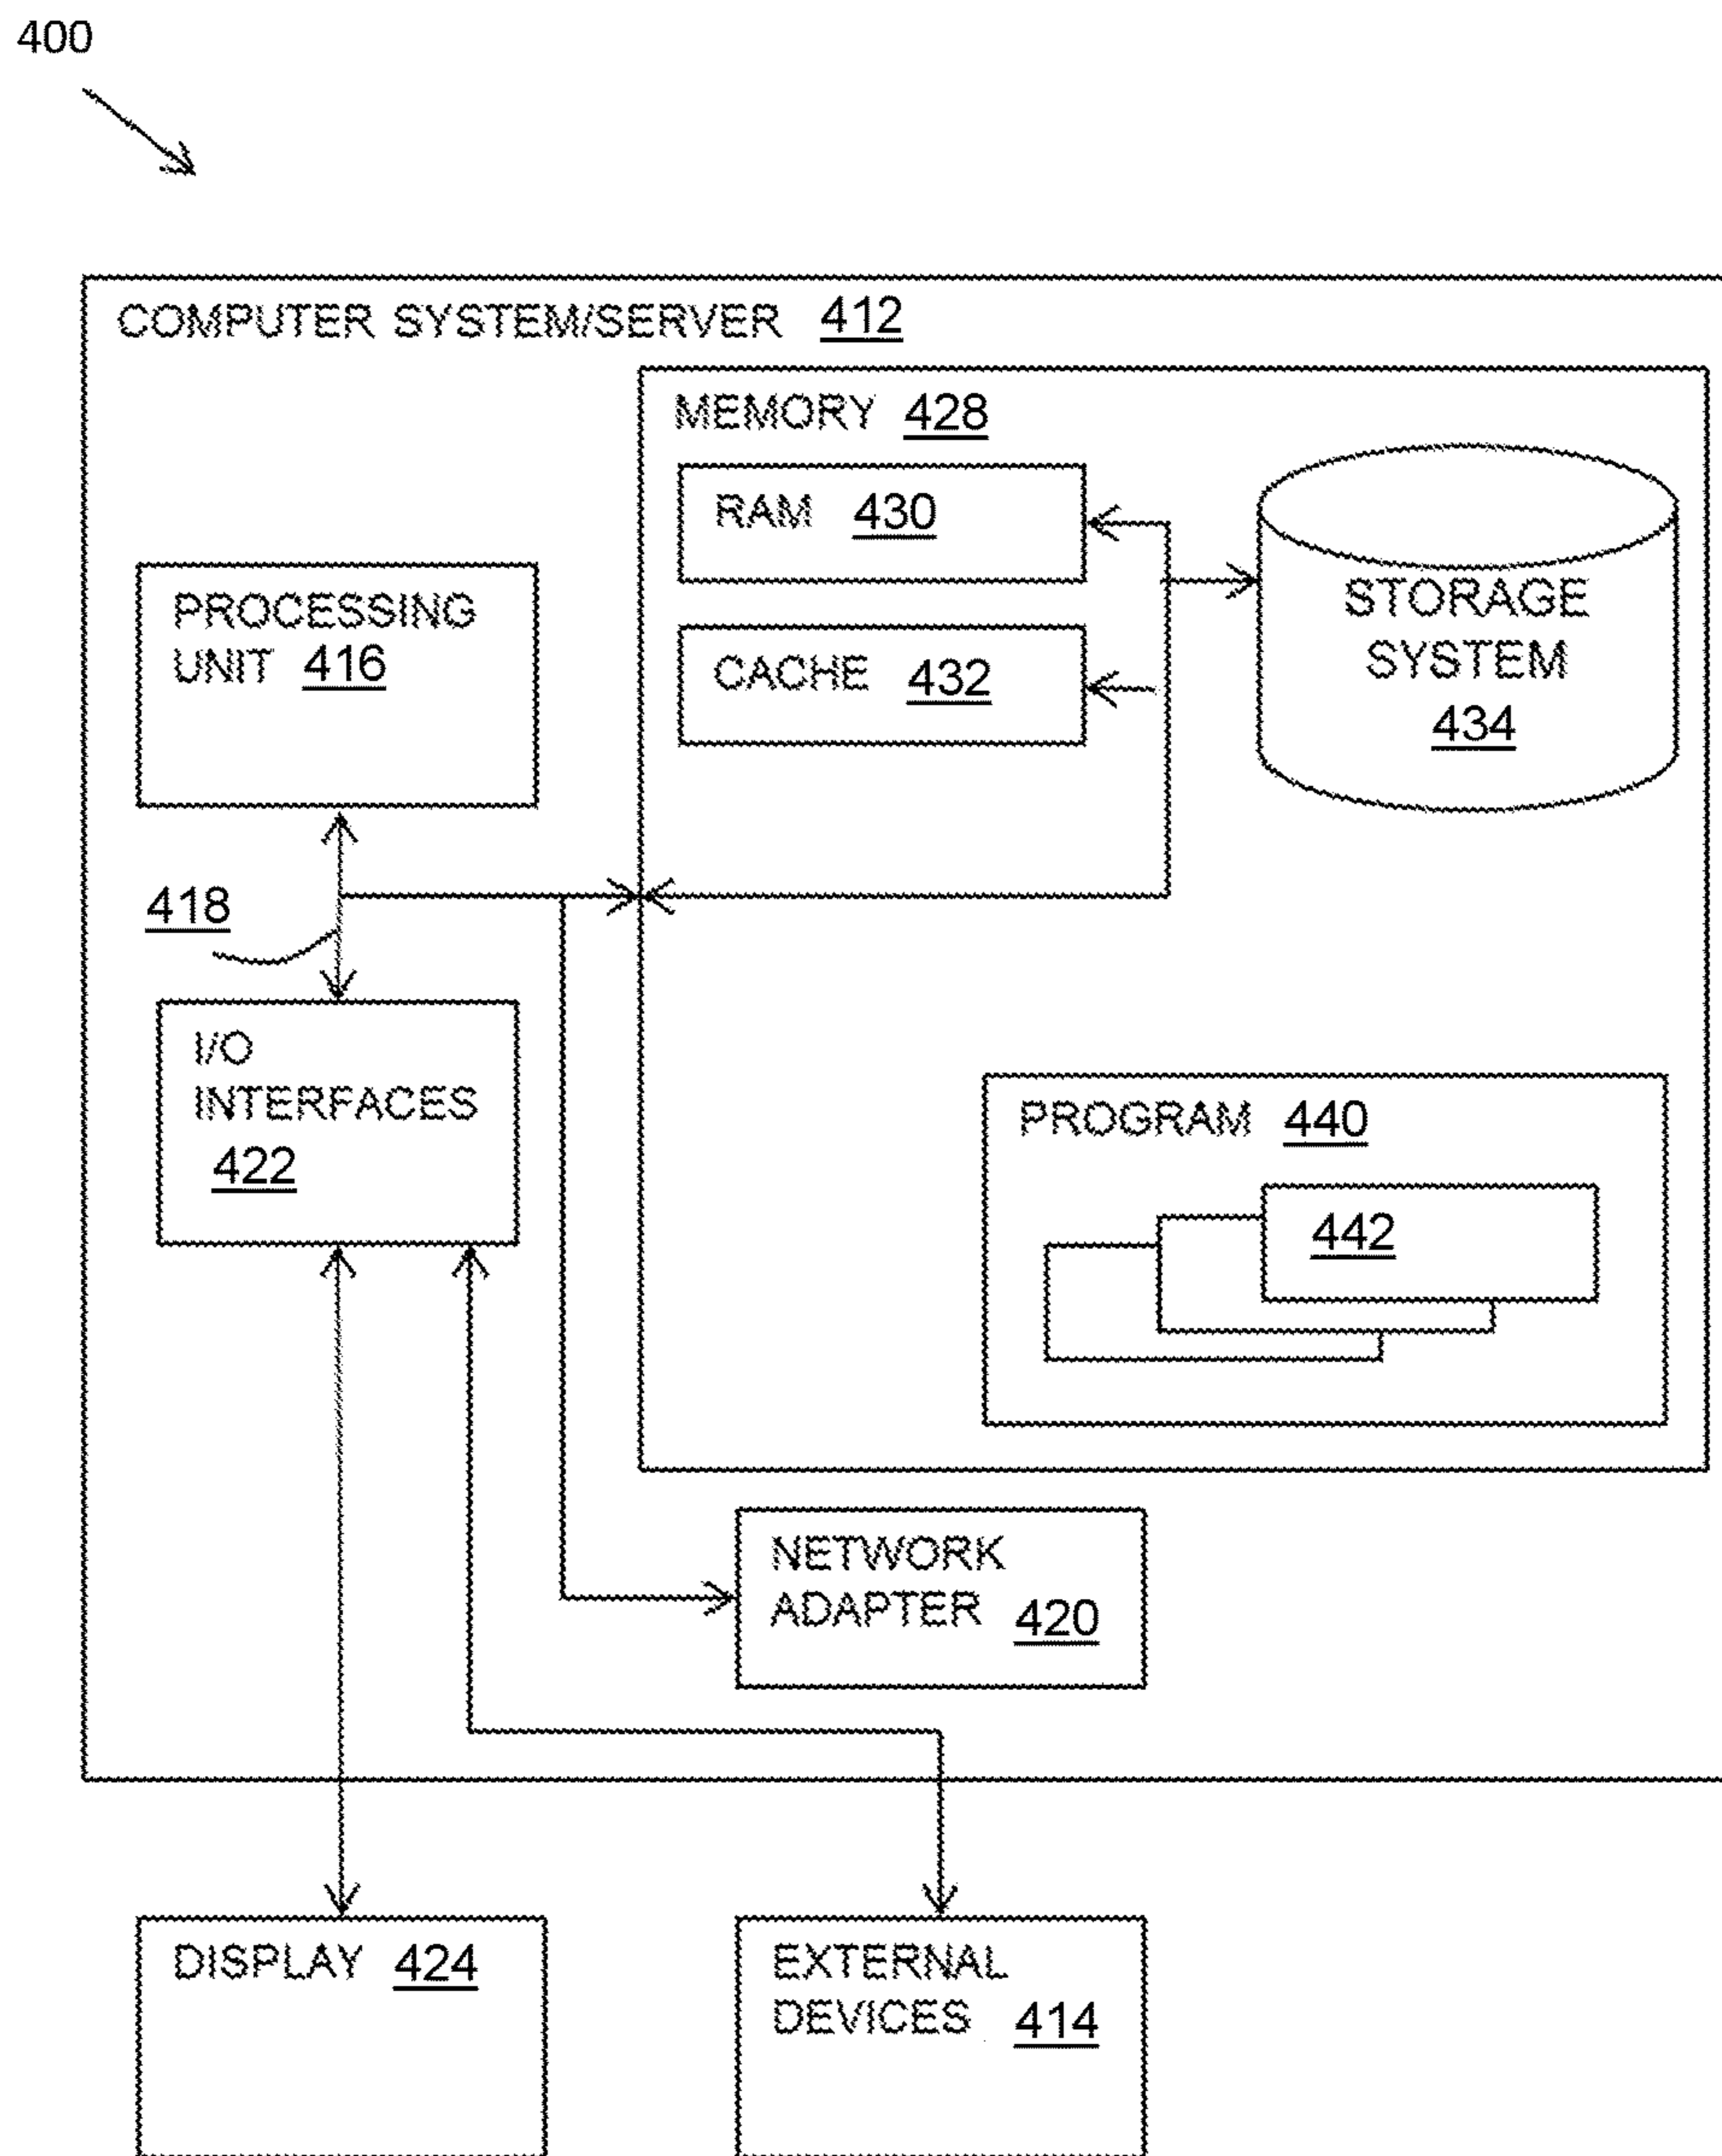 400
COMPUTER SYSTEM/SERVER 412
MEMORY 428
RAM 430
STORAGE
SYSTEM
434
PROCESSING
UNIT 416
CACHE 432
418
I/O
INTERFACES
422
PROGRAM 440
442
NETWORK
ADAPTER 420
DISPLAY 424
EXTERNAL
DEVICES 414